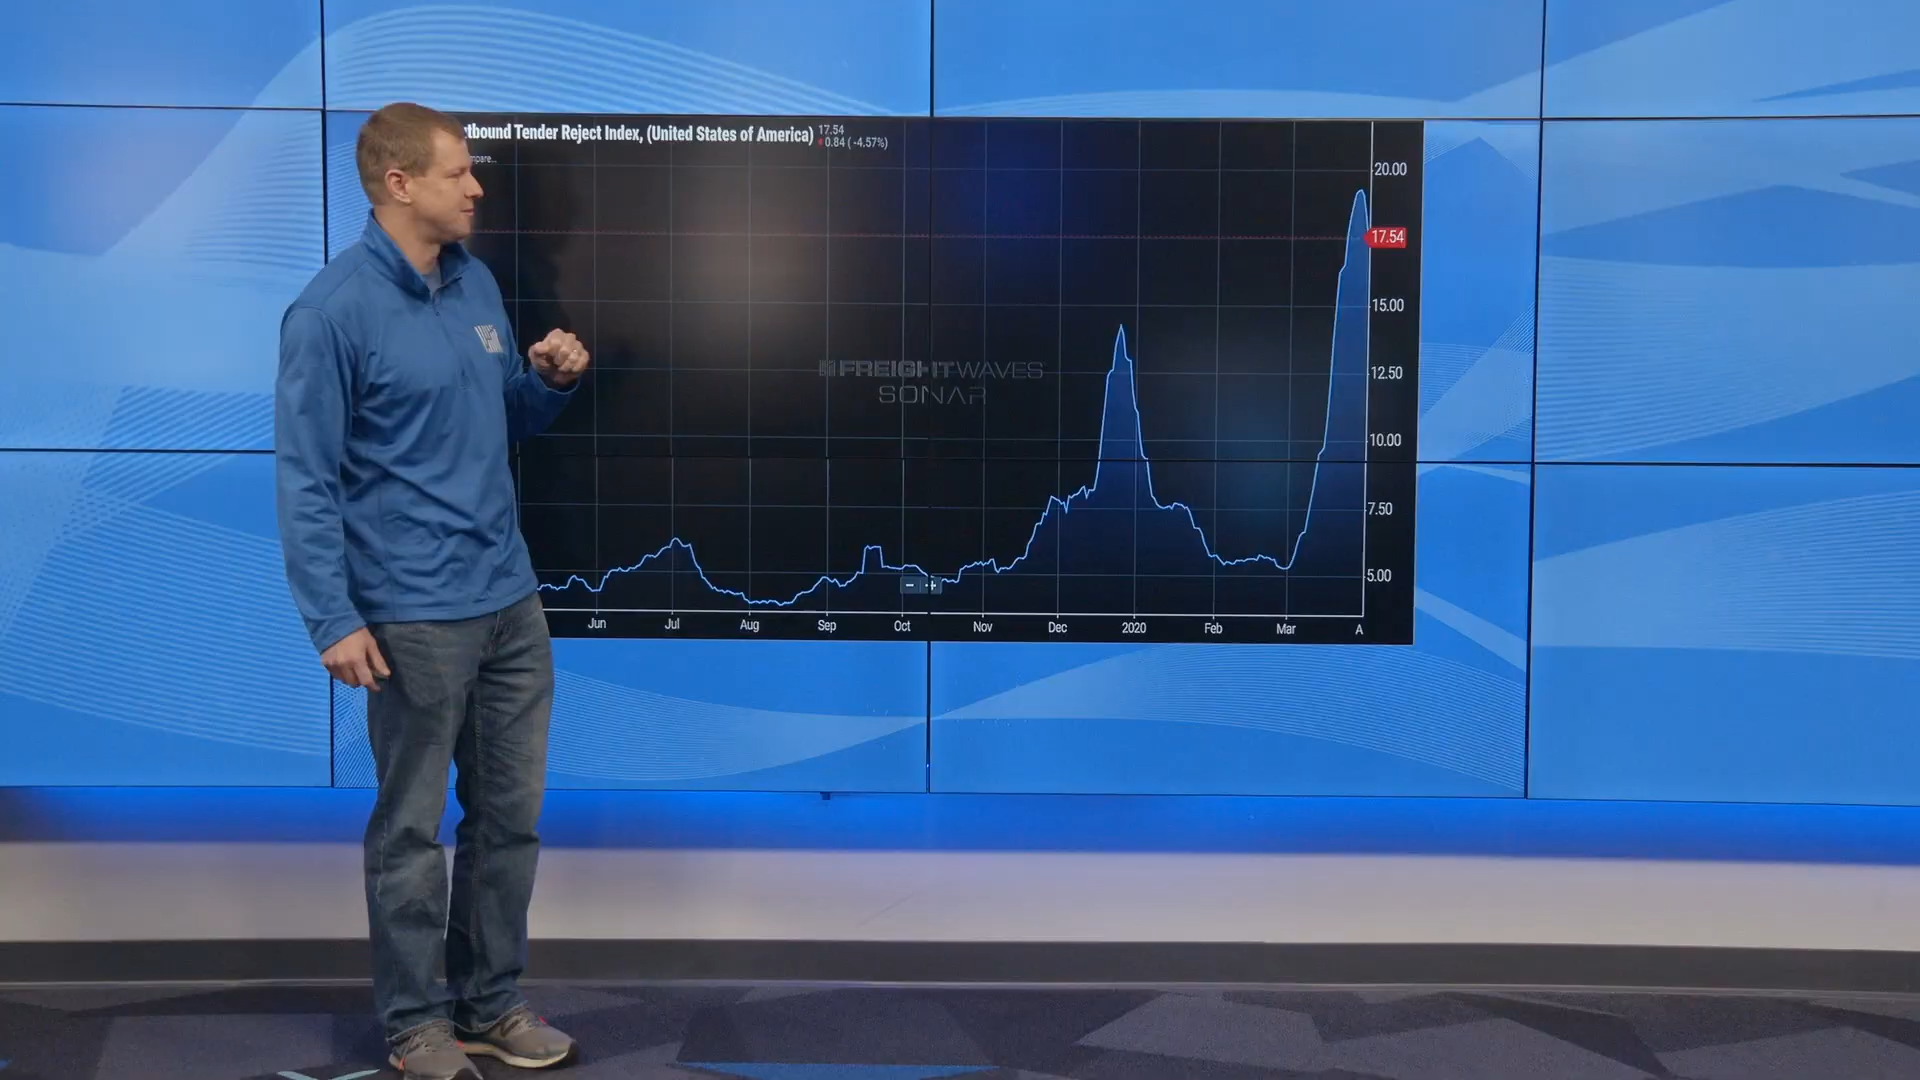 tbound Tender Reject Index, (United States of America) 17.54
0.84 ( -4.57%)
mpare...
20.00
17.54
15.00
FREIGHTWAVES
SONAR
12.50
10.00
7.50
5.00
Jun Jul Aug Sep Oct Nov Dec 2020 Feb Mar A